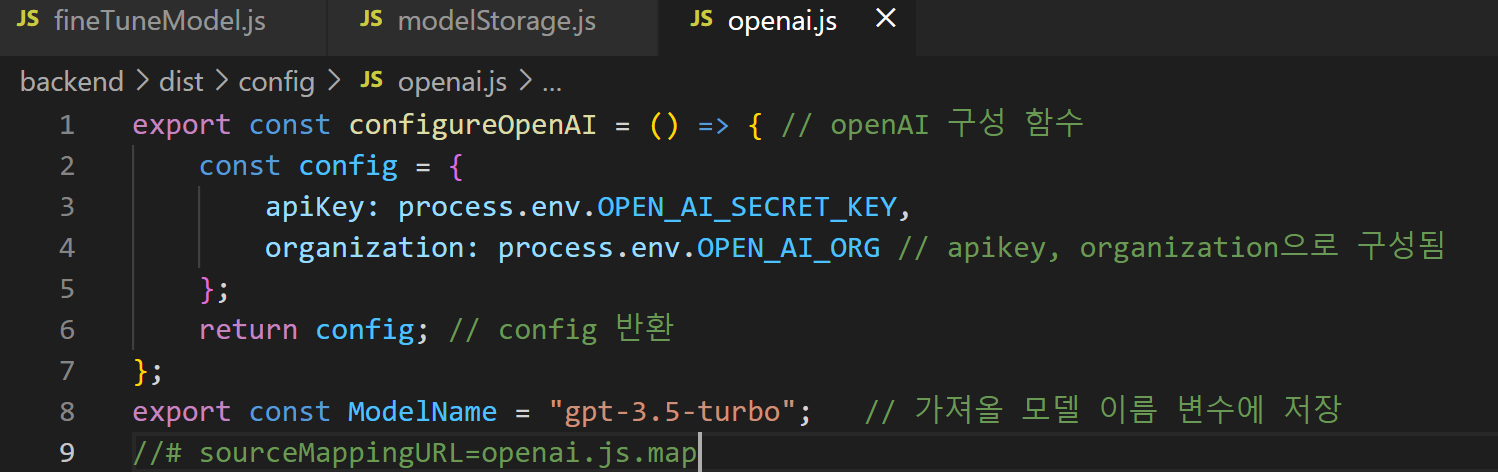 JS fineTuneModel.js JS modelStorage.js JS openai.js ×
backend > dist > config > JS openai.js > ...
1 export const configureOpenAI = () => { // openAI 구성 함수
2 const config = {
3 apiKey: process.env.OPEN_AI_SECRET_KEY,
4 organization: process.env.OPEN_AI_ORG // apikey, organization으로 구성됨
5 };
6 return config; // config 반환
7 };
8 export const ModelName = "gpt-3.5-turbo"; // 가져올 모델 이름 변수에 저장
9 //# sourceMappingURL=openai.js.map